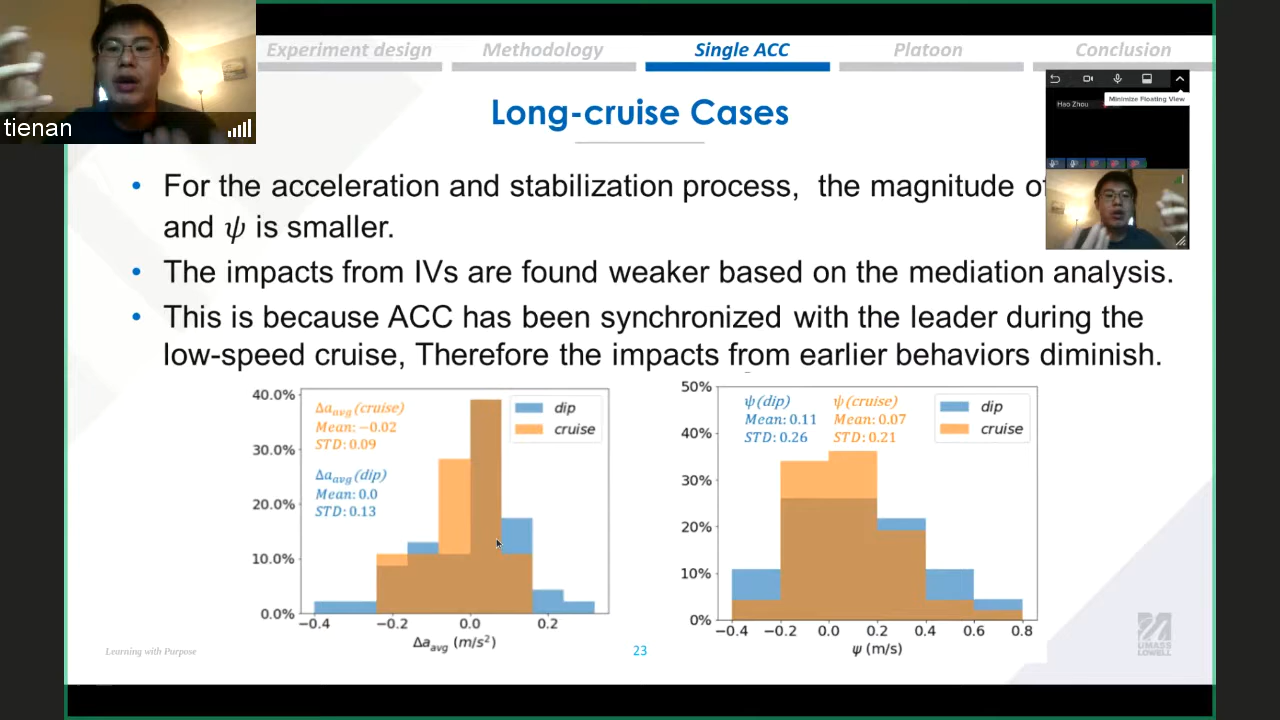 Experiment design
Methodology
Single ACC
Platoon
Conclusion
tienan
Minimize Floating View
Hao Zhou
Long-cruise Cases
• For the acceleration and stabilization process, the magnitude of
and ψ is smaller.
• The impacts from IVs are found weaker based on the mediation analysis.
• This is because ACC has been synchronized with the leader during the
low-speed cruise, Therefore the impacts from earlier behaviors diminish.
40.0%
30.0%
20.0%
10.0%
0.0%
Δa_avg (cruise)
Mean: −0.02
STD: 0.09
Δa_avg (dip)
Mean: 0.0
STD: 0.13
dip
cruise
−0.4 −0.2 0.0 0.2
Δa_avg (m/s²)
50%
40%
30%
20%
10%
0%
ψ(dip)
Mean: 0.11
STD: 0.26
ψ(cruise)
Mean: 0.07
STD: 0.21
dip
cruise
−0.4 −0.2 0.0 0.2 0.4 0.6 0.8
ψ (m/s)
Learning with Purpose
23
UMASS
LOWELL